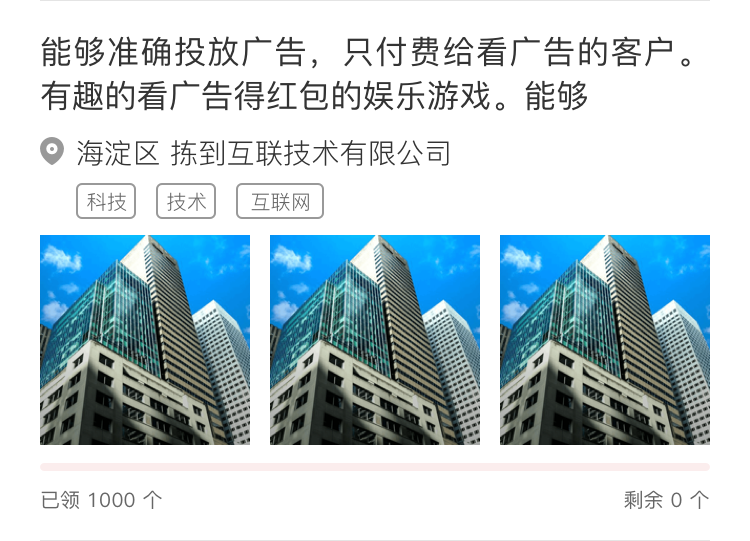 能够准确投放广告，只付费给看广告的客户。
有趣的看广告得红包的娱乐游戏。能够
海淀区 拣到互联技术有限公司
科技 技术 互联网
已领 1000 个 剩余 0 个